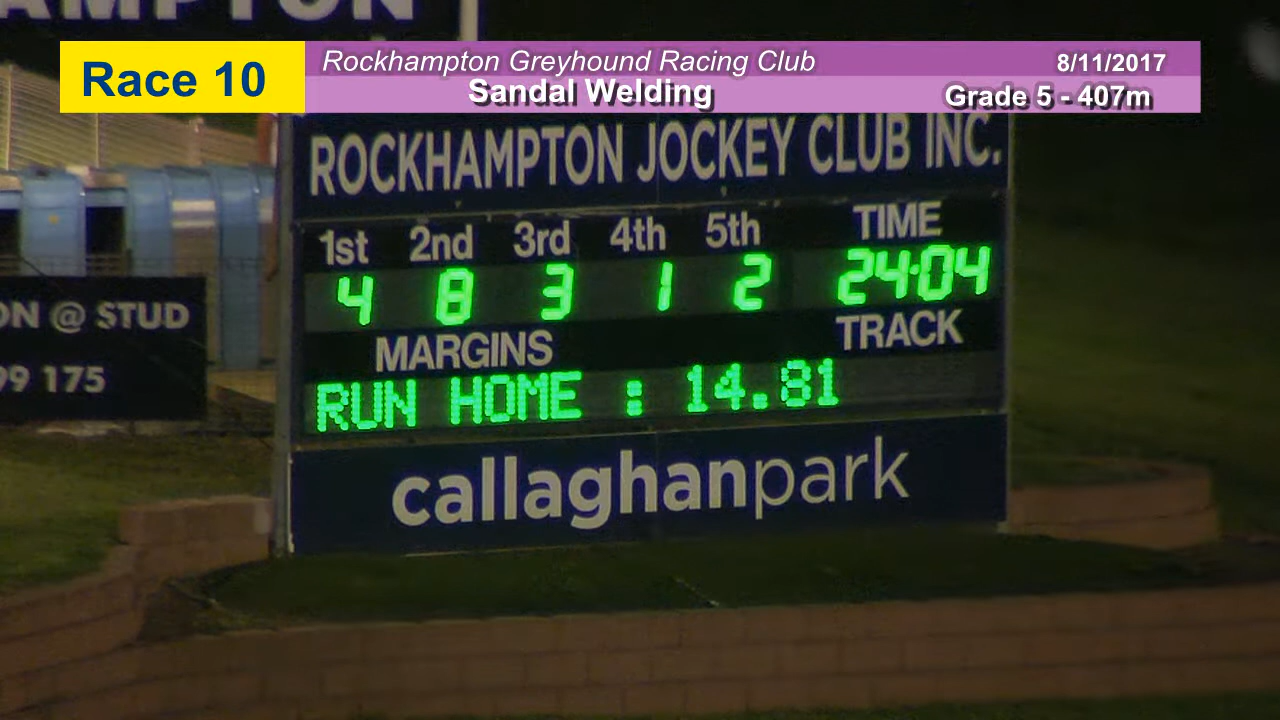 Race 10
Rockhampton Greyhound Racing Club
8/11/2017
Sandal Welding
Grade 5 - 407m
ROCKHAMPTON JOCKEY CLUB INC.
1st 2nd 3rd 4th 5th TIME
4 8 3 1 2 24·04
MARGINS TRACK
RUN HOME : 14.81
callaghanpark
ON @ STUD
99 175